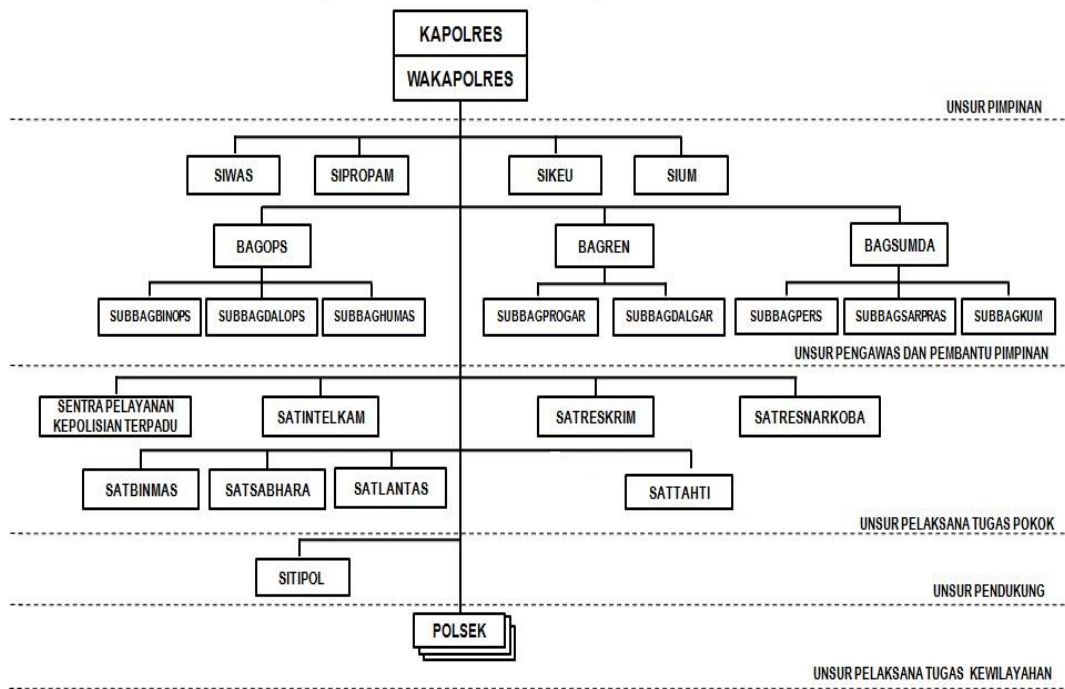 KAPOLRES
WAKAPOLRES
UNSUR PIMPINAN
SIWAS
SIPROPAM
SIKEU
SIUM
BAGOPS
BAGREN
BAGSUMDA
SUBBAGBINOPS
SUBBAGDALOPS
SUBBAGHUMAS
SUBBAGPROGAR
SUBBAGDALGAR
SUBBAGPERS
SUBBAGSARPRAS
SUBBAGKUM
UNSUR PENGAWAS DAN PEMBANTU PIMPINAN
SENTRA PELAYANAN
KEPOLISIAN TERPADU
SATINTELKAM
SATRESKRIM
SATRESNARKOBA
SATBINMAS
SATSABHARA
SATLANTAS
SATTAHTI
UNSUR PELAKSANA TUGAS POKOK
SITIPOL
UNSUR PENDUKUNG
POLSEK
UNSUR PELAKSANA TUGAS KEWILAYAHAN